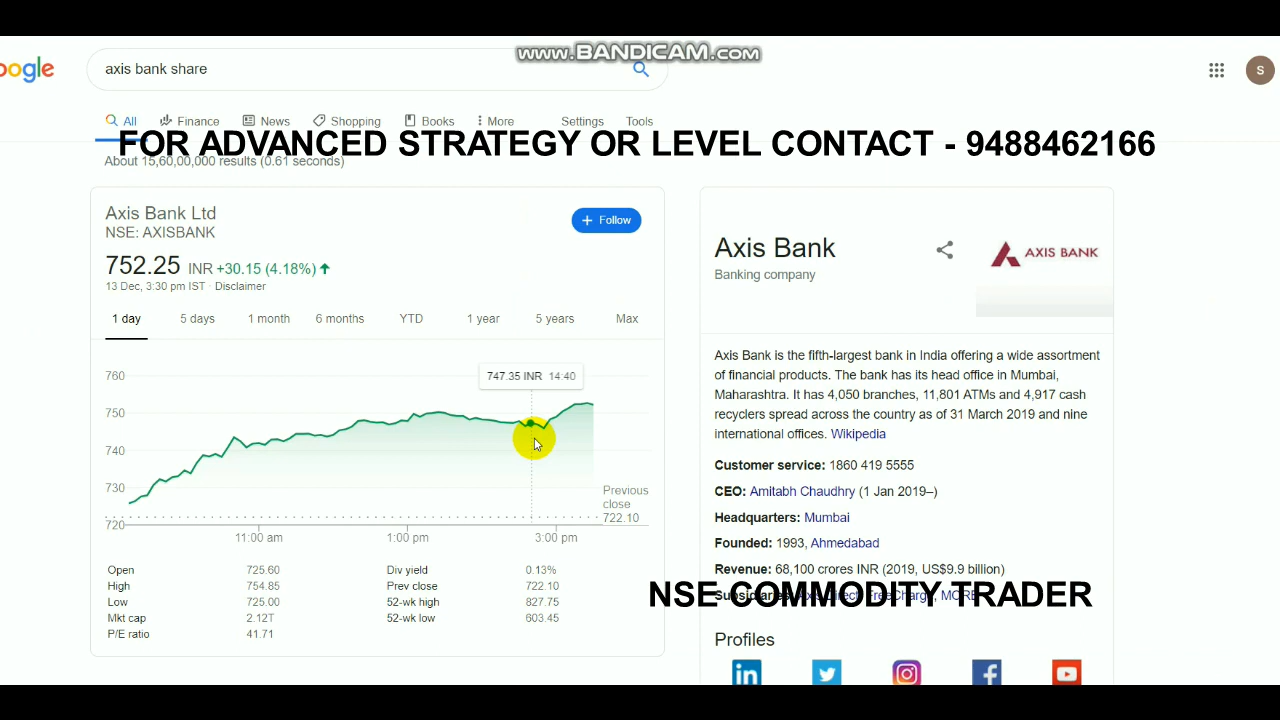 www.BANDICAM.com
oogle
axis bank share
S
All Finance News Shopping Books More Settings Tools
FOR ADVANCED STRATEGY OR LEVEL CONTACT - 9488462166
About 15,60,00,000 results (0.61 seconds)
Axis Bank Ltd
NSE: AXISBANK
+ Follow
752.25 INR +30.15 (4.18%)
13 Dec, 3:30 pm IST · Disclaimer
1 day 5 days 1 month 6 months YTD 1 year 5 years Max
747.35 INR 14:40
760
750
740
730
720
Previous
close
722.10
11:00 am 1:00 pm 3:00 pm
Open 725.60 Div yield 0.13%
High 754.85 Prev close 722.10
Low 725.00 52-wk high 827.75
Mkt cap 2.12T 52-wk low 603.45
P/E ratio 41.71
Axis Bank
Banking company
AXIS BANK
Axis Bank is the fifth-largest bank in India offering a wide assortment
of financial products. The bank has its head office in Mumbai,
Maharashtra. It has 4,050 branches, 11,801 ATMs and 4,917 cash
recyclers spread across the country as of 31 March 2019 and nine
international offices. Wikipedia
Customer service: 1860 419 5555
CEO: Amitabh Chaudhry (1 Jan 2019–)
Headquarters: Mumbai
Founded: 1993, Ahmedabad
Revenue: 68,100 crores INR (2019, US$9.9 billion)
Subsidiaries: Axis Direct, FreeCharge, MORE
NSE COMMODITY TRADER
Profiles
in